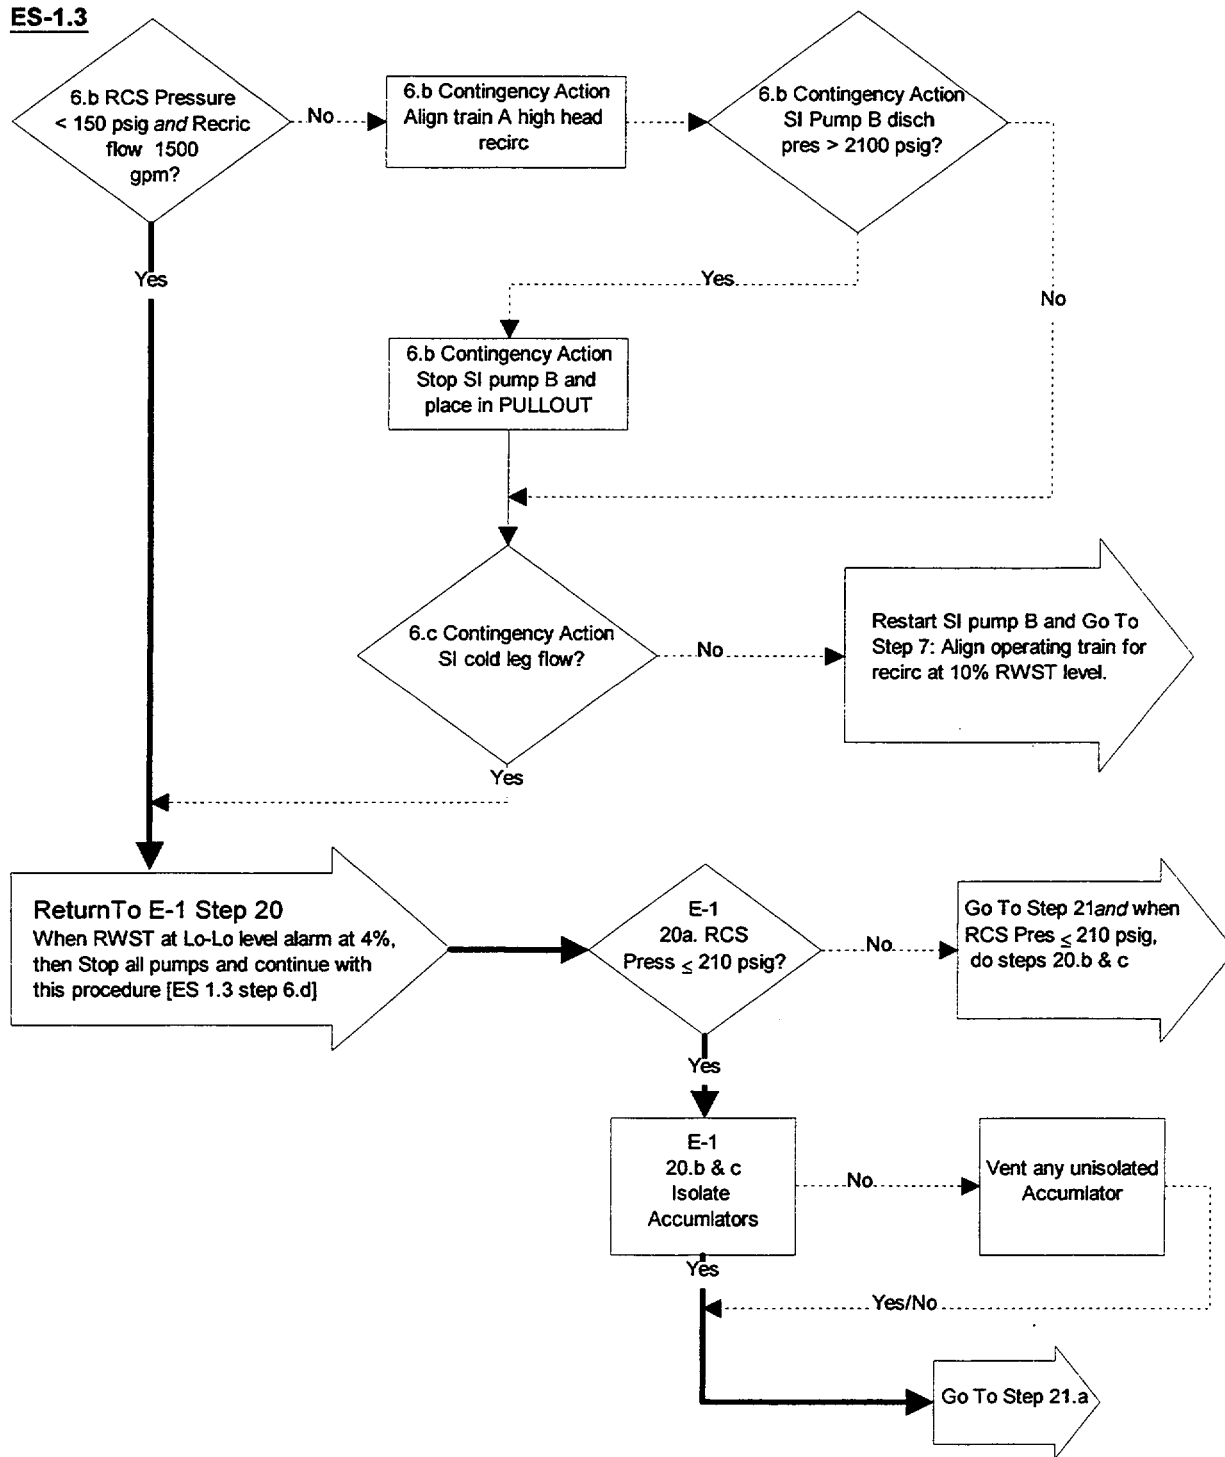 ES-1.3
6.b RCS Pressure
< 150 psig and Recric
flow 1500
gpm?
No
6.b Contingency Action
Align train A high head
recirc
6.b Contingency Action
SI Pump B disch
pres > 2100 psig?
Yes
Yes
No
6.b Contingency Action
Stop SI pump B and
place in PULLOUT
6.c Contingency Action
SI cold leg flow?
No
Restart SI pump B and Go To
Step 7: Align operating train for
recirc at 10% RWST level.
Yes
ReturnTo E-1 Step 20
When RWST at Lo-Lo level alarm at 4%,
then Stop all pumps and continue with
this procedure [ES 1.3 step 6.d]
E-1
20a. RCS
Press ≤ 210 psig?
No
Go To Step 21and when
RCS Pres ≤ 210 psig,
do steps 20.b & c
Yes
E-1
20.b & c
Isolate
Accumlators
No
Vent any unisolated
Accumlator
Yes
Yes/No
Go To Step 21.a